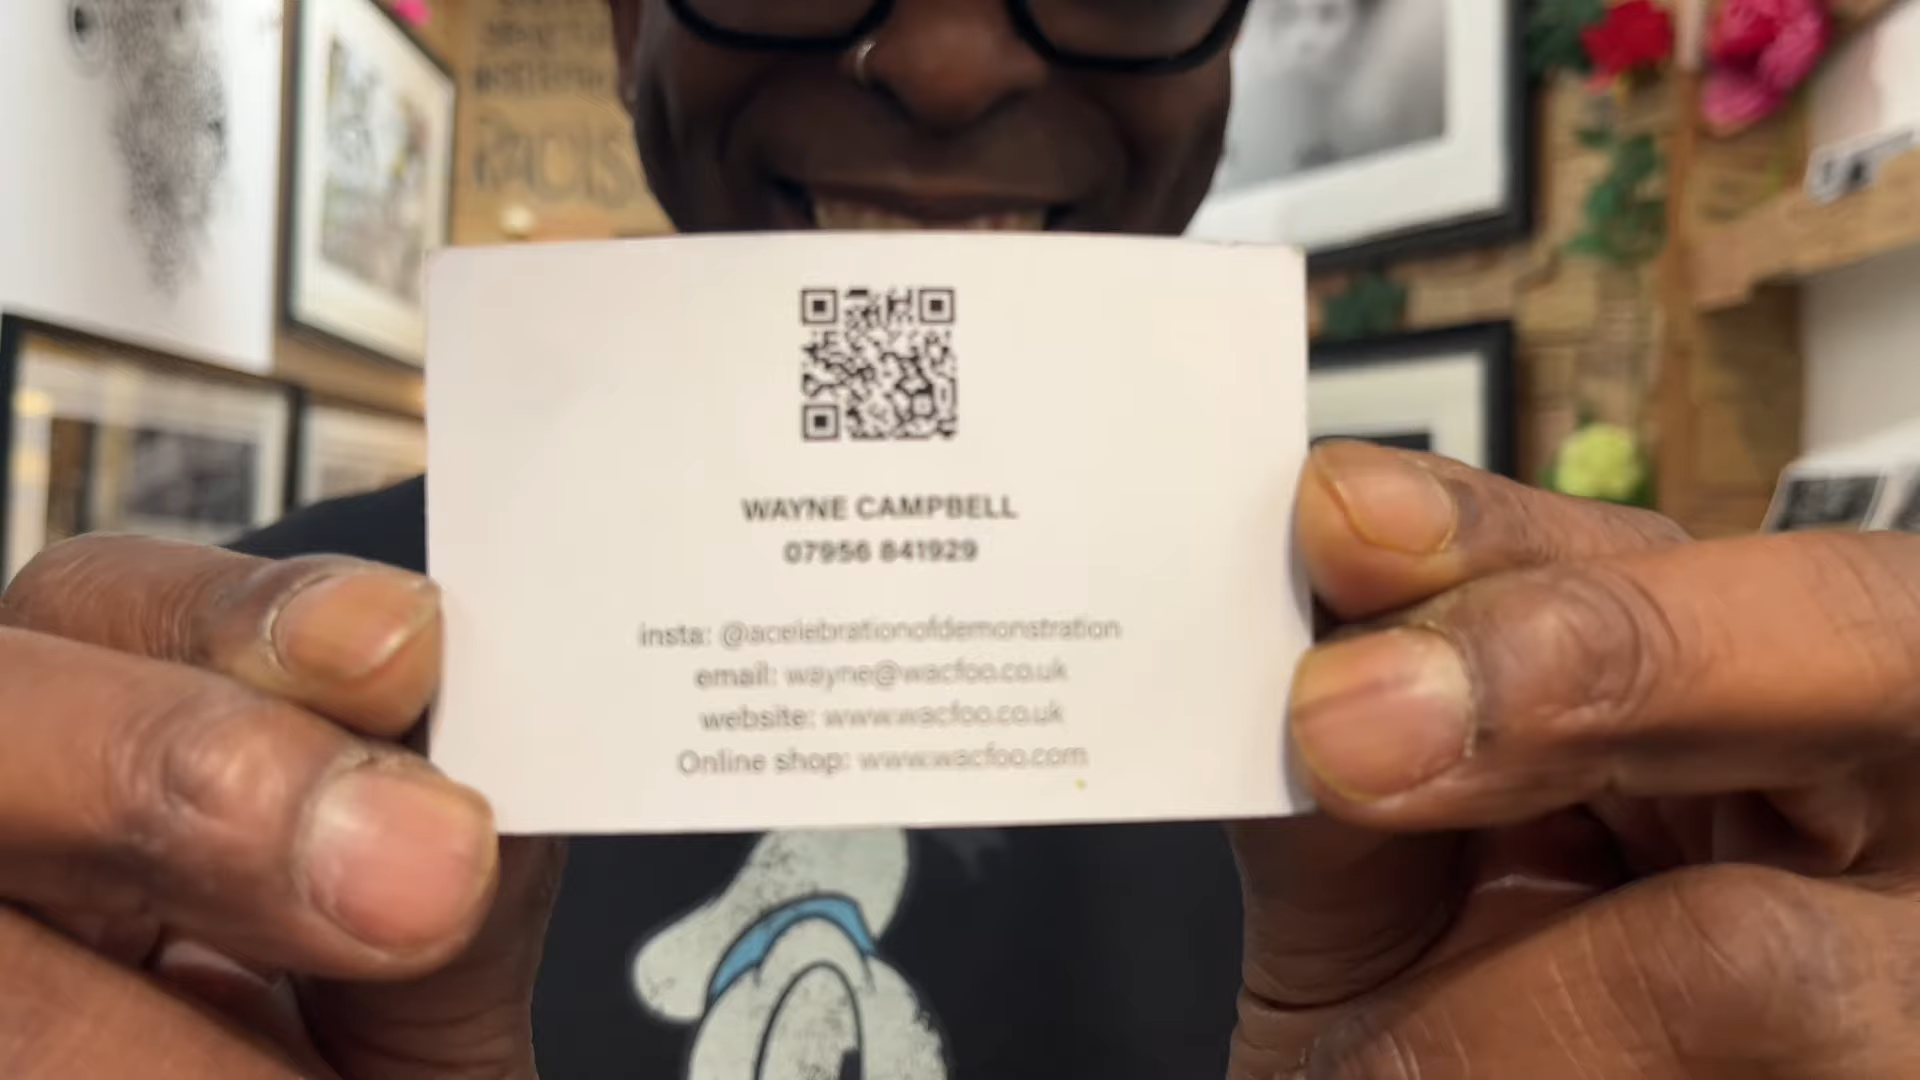 RACIS
WAYNE CAMPBELL
07956 841929
insta: @acelebrationofdemonstration
email: wayne@wacfoo.co.uk
website: www.wacfoo.co.uk
Online shop: www.wacfoo.com